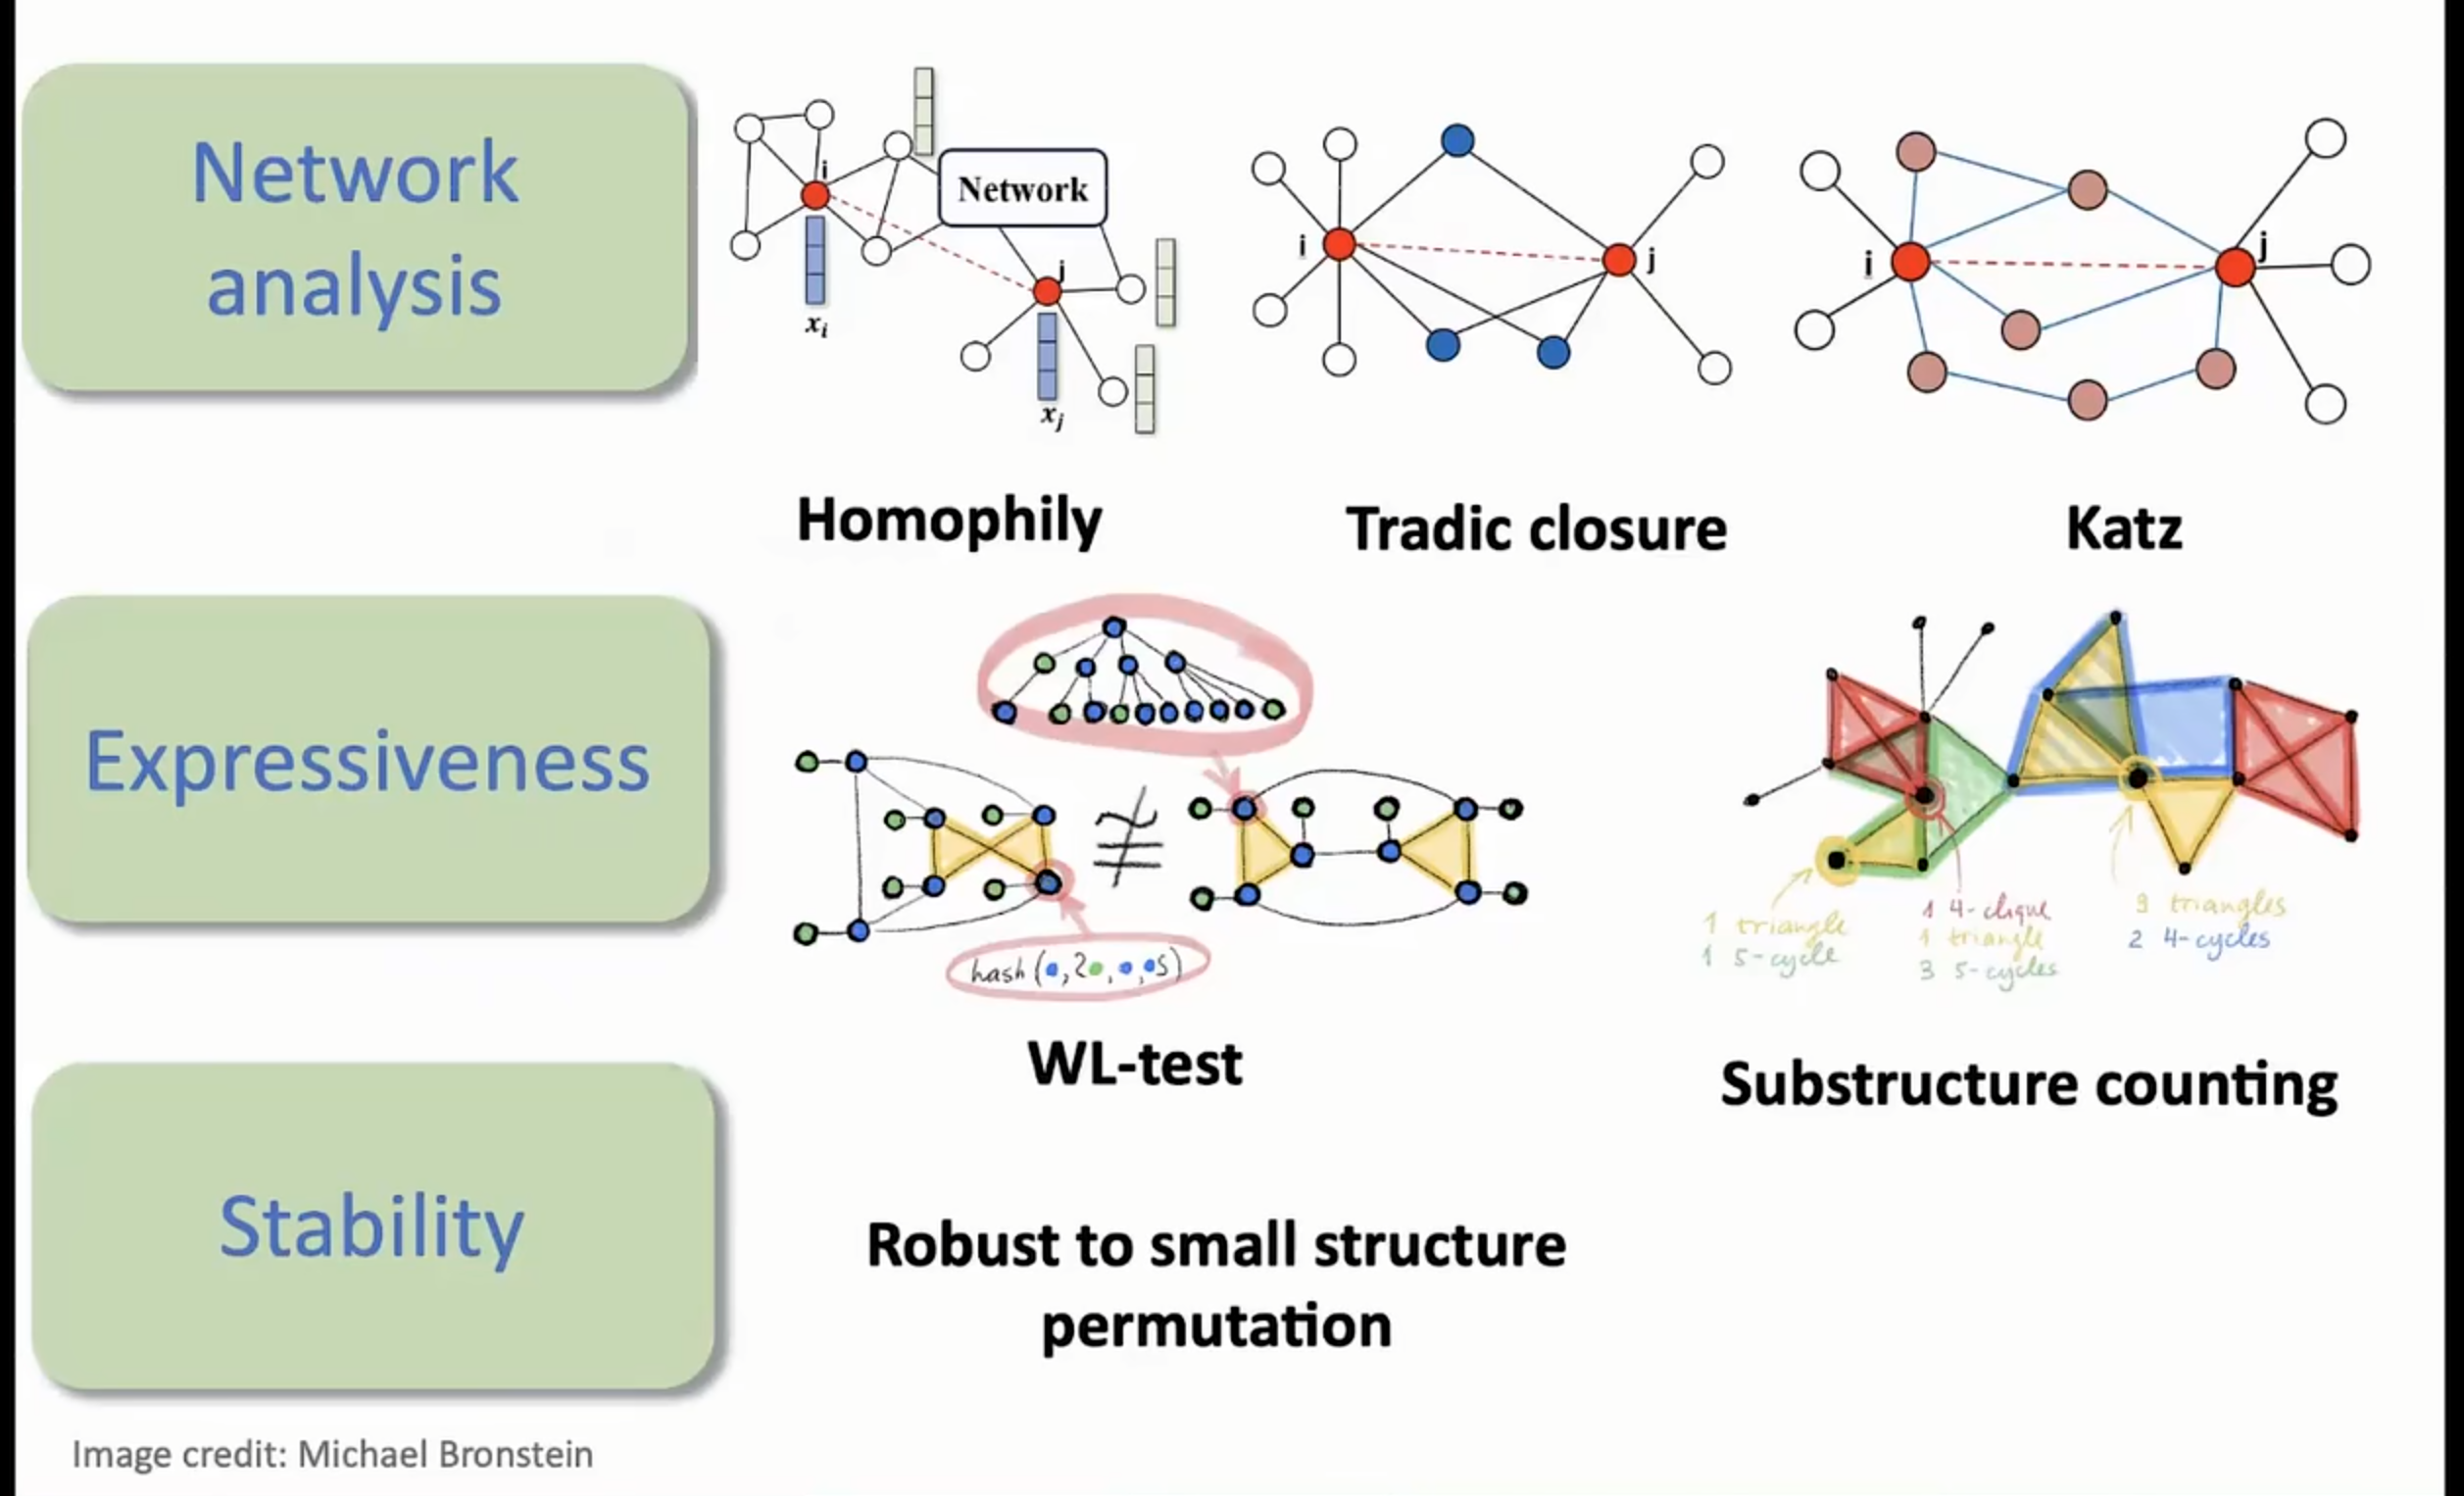 Network
analysis
i
Network
j
x_i
x_j
Homophily
i
j
Tradic closure
i
j
Katz
Expressiveness
≇
hash ( , 2 , , s)
WL-test
1 triangle
1 5-cycle
1 4-clique
1 triangle
3 5-cycles
3 triangles
2 4-cycles
Substructure counting
Stability
Robust to small structure
permutation
Image credit: Michael Bronstein